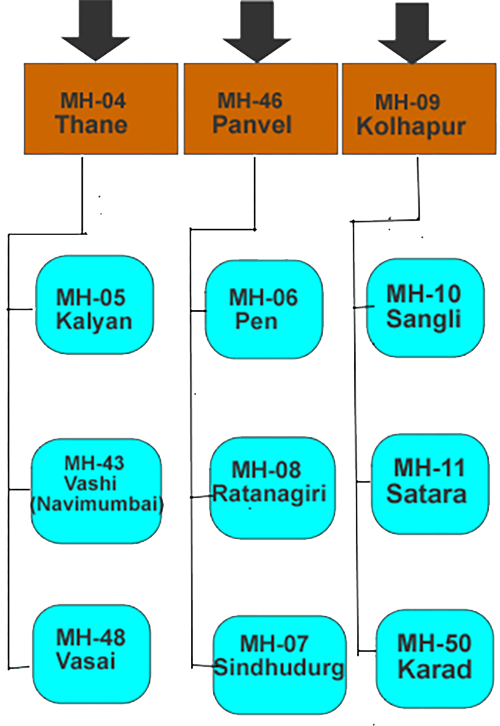 MH-04
Thane
MH-46
Panvel
MH-09
Kolhapur
MH-05
Kalyan
MH-06
Pen
MH-10
Sangli
MH-43
Vashi
(Navimumbai)
MH-08
Ratanagiri
MH-11
Satara
MH-48
Vasai
MH-07
Sindhudurg
MH-50
Karad